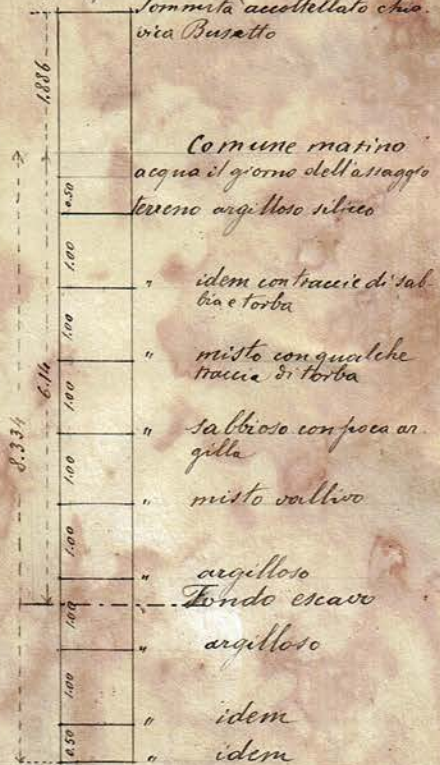 Sommità accoltellato chia-
vica Busetto
1.886
Comune marino
acqua il giorno dell'assaggio
0.50
terreno argilloso siliceo
1.00
" idem con traccie di sab-
bia e torba
1.00
" misto con qualche
traccia di torba
6.14
1.00
" sabbioso con poca ar-
gilla
8.334
1.00
" misto vallivo
1.00
" argilloso
Fondo escavo
1.00
" argilloso
1.00
" idem
0.50
" idem